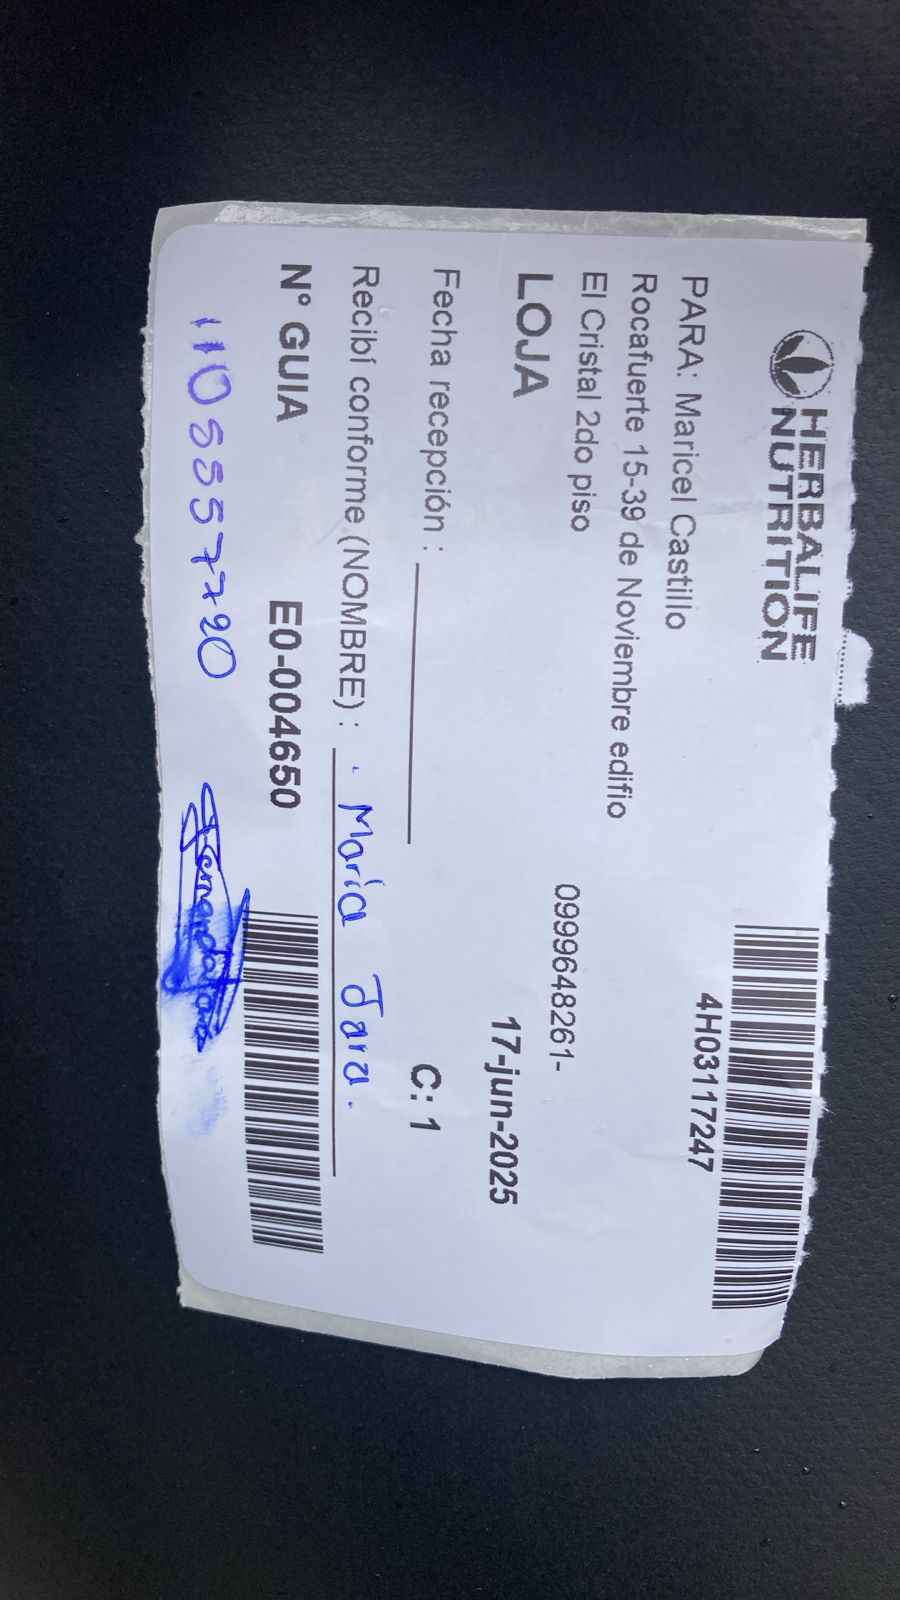 HERBALIFE
NUTRITION
4H03117247
PARA: Maricel Castillo
Rocafuerte 15-39 de Noviembre edifio
El Cristal 2do piso
0999648261-
LOJA
17-jun-2025
Fecha recepción :
C: 1
Recibí conforme (NOMBRE) : María Jara.
N° GUIA E0-004650
1105557720